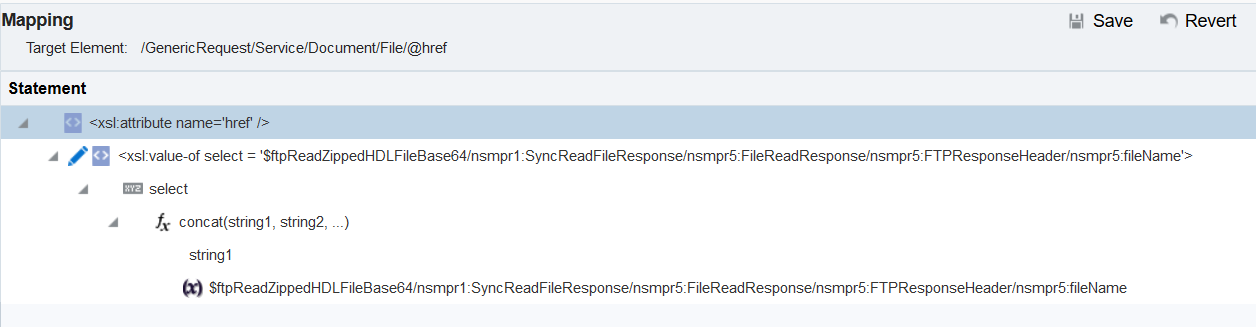 Mapping
Save Revert
Target Element: /GenericRequest/Service/Document/File/@href
Statement
<xsl:attribute name='href' />
<xsl:value-of select = '$ftpReadZippedHDLFileBase64/nsmpr1:SyncReadFileResponse/nsmpr5:FileReadResponse/nsmpr5:FTPResponseHeader/nsmpr5:fileName'>
XYZ select
fx concat(string1, string2, ...)
string1
(x) $ftpReadZippedHDLFileBase64/nsmpr1:SyncReadFileResponse/nsmpr5:FileReadResponse/nsmpr5:FTPResponseHeader/nsmpr5:fileName